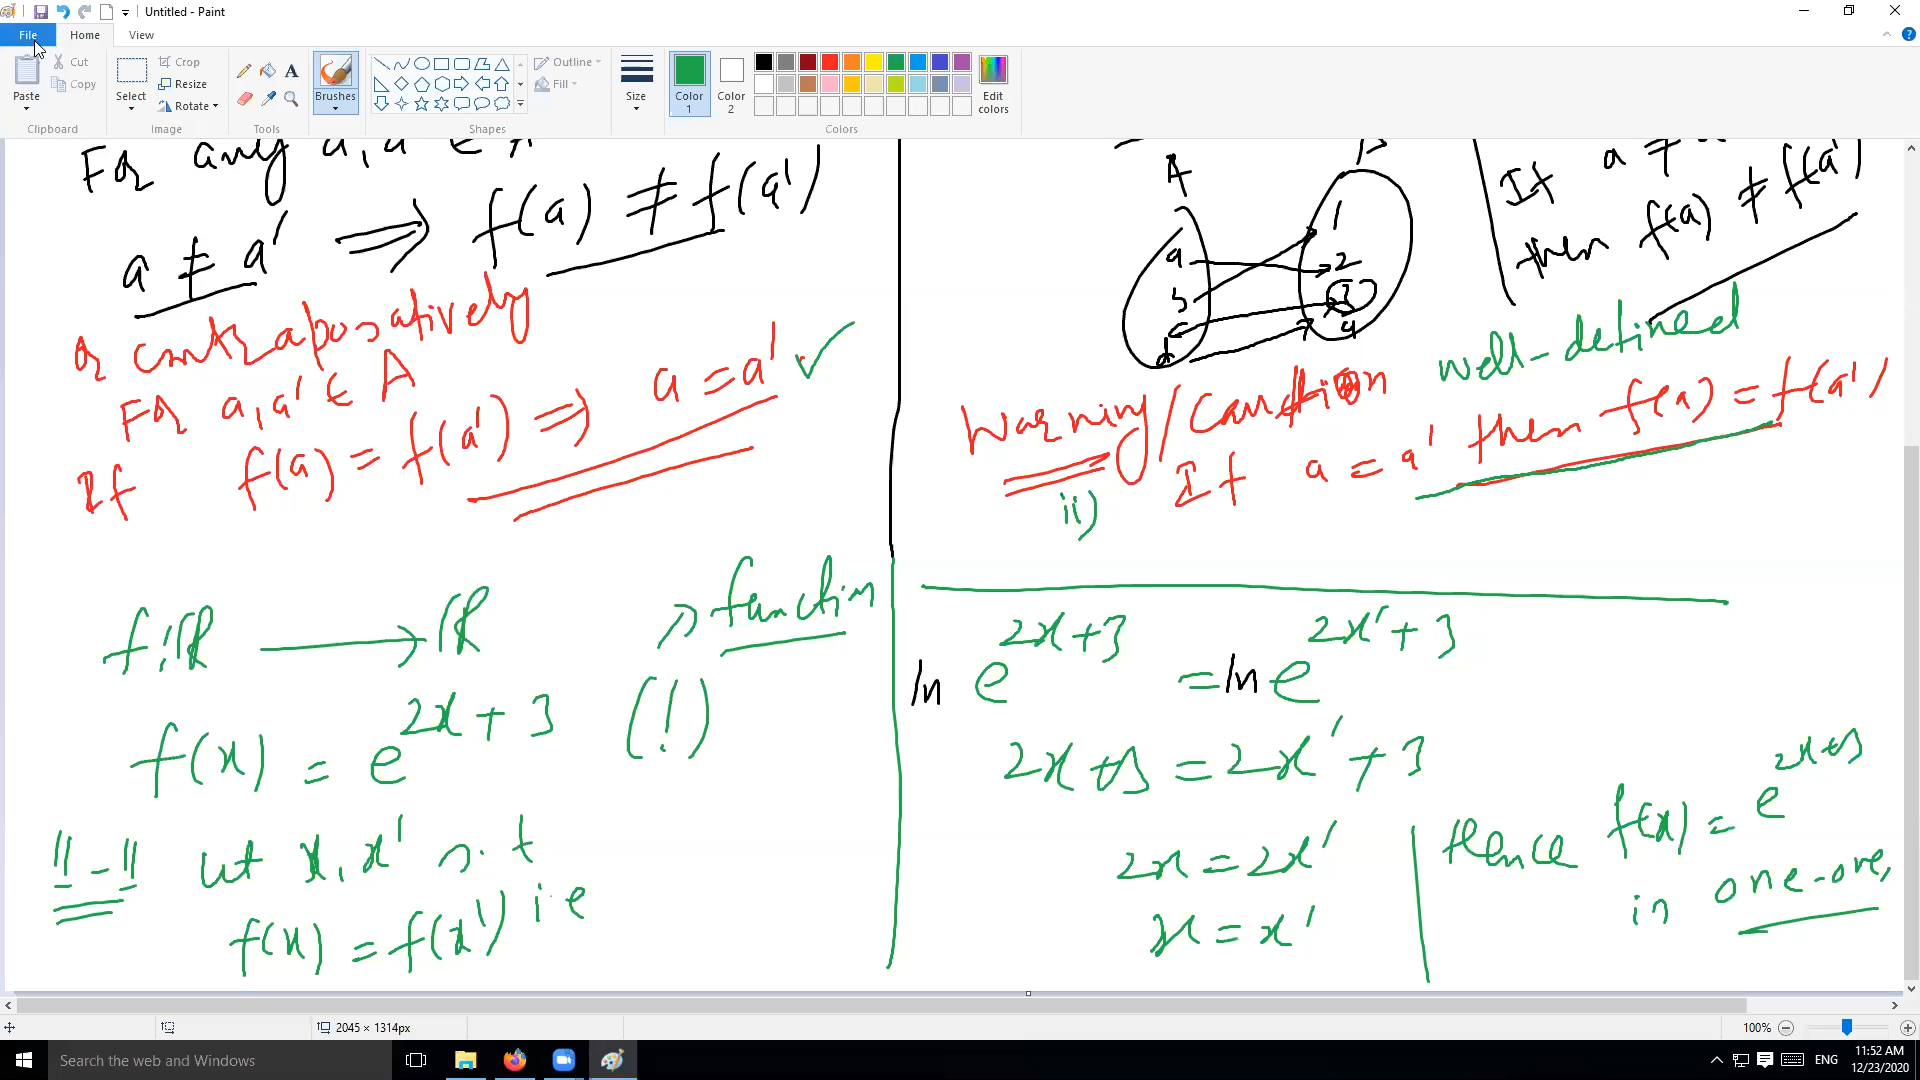 Untitled - Paint
File Home View
Paste
Cut
Copy
Clipboard
Select
Crop
Resize
Rotate
Image
Tools
Brushes
Shapes
Outline
Fill
Size
Color 1
Color 2
Edit colors
Colors
For any a, a' ∈ A
a ≠ a' ⟹ f(a) ≠ f(a')
or contrapositively
For a, a' ∈ A
If f(a) = f(a') ⟹ a = a' ✓
f: ℝ ⟶ ℝ
function
f(x) = e^{2x+3} (!)
"1-1" let x, x' s.t
f(x) = f(x') i.e
A B
a 1
b 2
c 3
d 4
If a ≠ a'
then f(a) ≠ f(a')
well-defined
Warning/Caution
If a = a' then f(a) = f(a')
ii)
ln e^{2x+3} = ln e^{2x'+3}
2x+3 = 2x'+3
2x = 2x'
x = x'
Hence f(x) = e^{2x+3}
is one-one,
2045 × 1314px
100%
Search the web and Windows
ENG
11:52 AM
12/23/2020